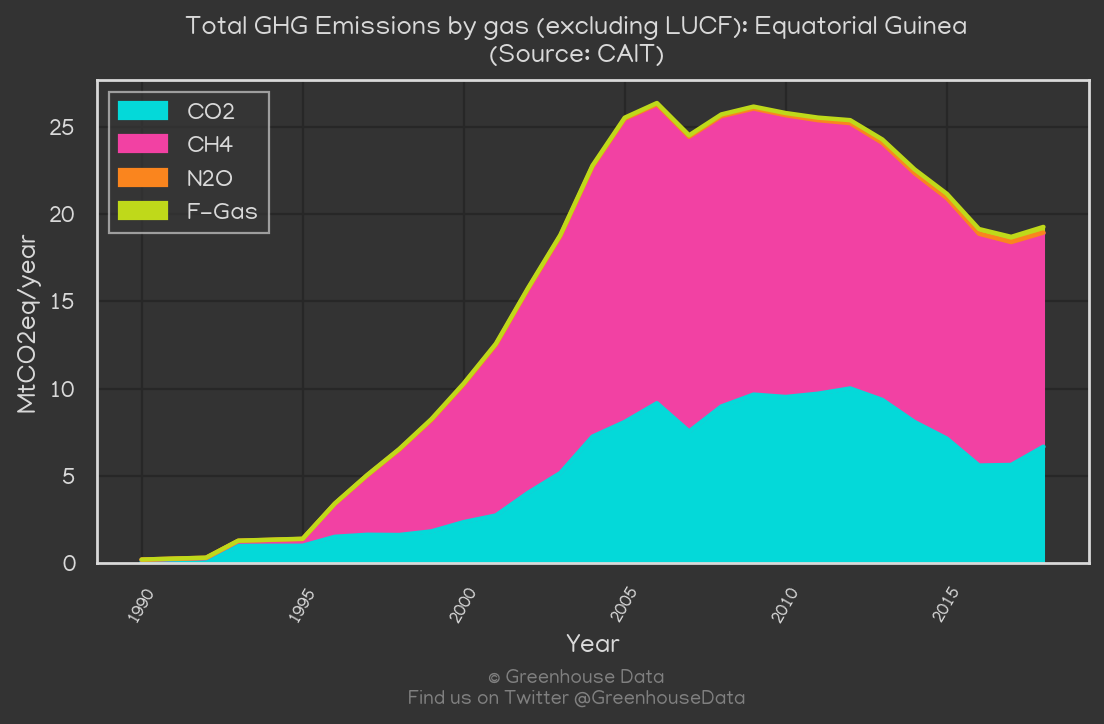 Total GHG Emissions by gas (excluding LUCF): Equatorial Guinea
(Source: CAIT)
CO2
CH4
N2O
F-Gas
MtCO2eq/year
25
20
15
10
5
0
1990
1995
2000
2005
2010
2015
Year
© Greenhouse Data
Find us on Twitter @GreenhouseData